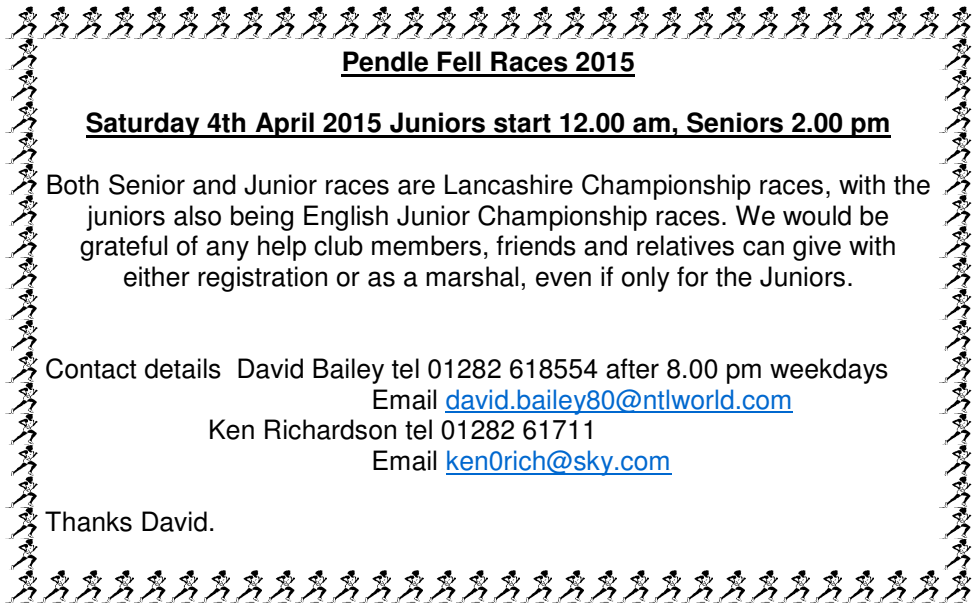 Pendle Fell Races 2015
Saturday 4th April 2015 Juniors start 12.00 am, Seniors 2.00 pm
Both Senior and Junior races are Lancashire Championship races, with the
juniors also being English Junior Championship races. We would be
grateful of any help club members, friends and relatives can give with
either registration or as a marshal, even if only for the Juniors.
Contact details David Bailey tel 01282 618554 after 8.00 pm weekdays
Email david.bailey80@ntlworld.com
Ken Richardson tel 01282 61711
Email ken0rich@sky.com
Thanks David.